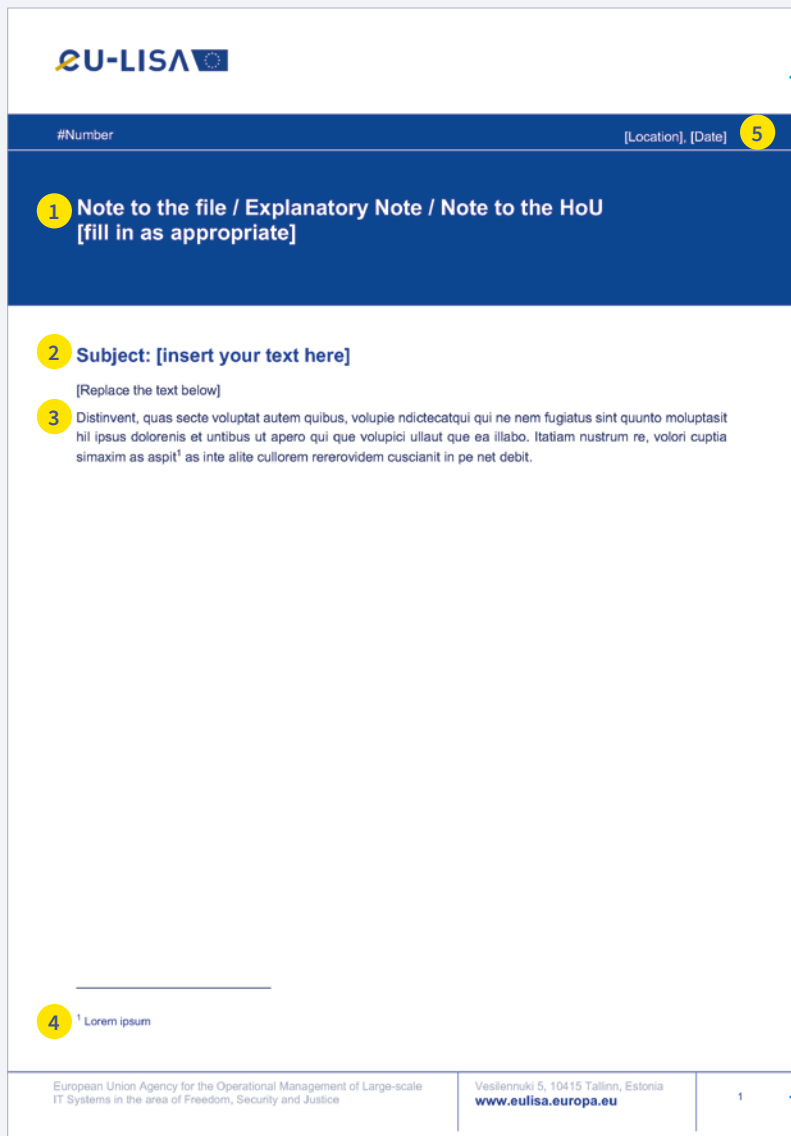 eu-LISA
#Number
[Location], [Date]
5
1
Note to the file / Explanatory Note / Note to the HoU
[fill in as appropriate]
2
Subject: [insert your text here]
[Replace the text below]
3
Distinvent, quas secte voluptat autem quibus, volupie ndictecatqui qui ne nem fugiatus sint quunto moluptasit
hil ipsus dolorenis et untibus ut apero qui que volupici ullaut que ea illabo. Itatiam nustrum re, volori cuptia
simaxim as aspit¹ as inte alite cullorem rererovidem cuscianit in pe net debit.
4
¹ Lorem ipsum
European Union Agency for the Operational Management of Large-scale
IT Systems in the area of Freedom, Security and Justice
Vesilennuki 5, 10415 Tallinn, Estonia
www.eulisa.europa.eu
1